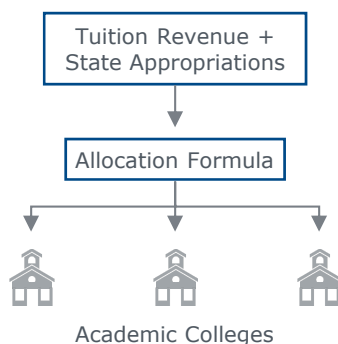 Tuition Revenue +
State Appropriations
Allocation Formula
Academic Colleges